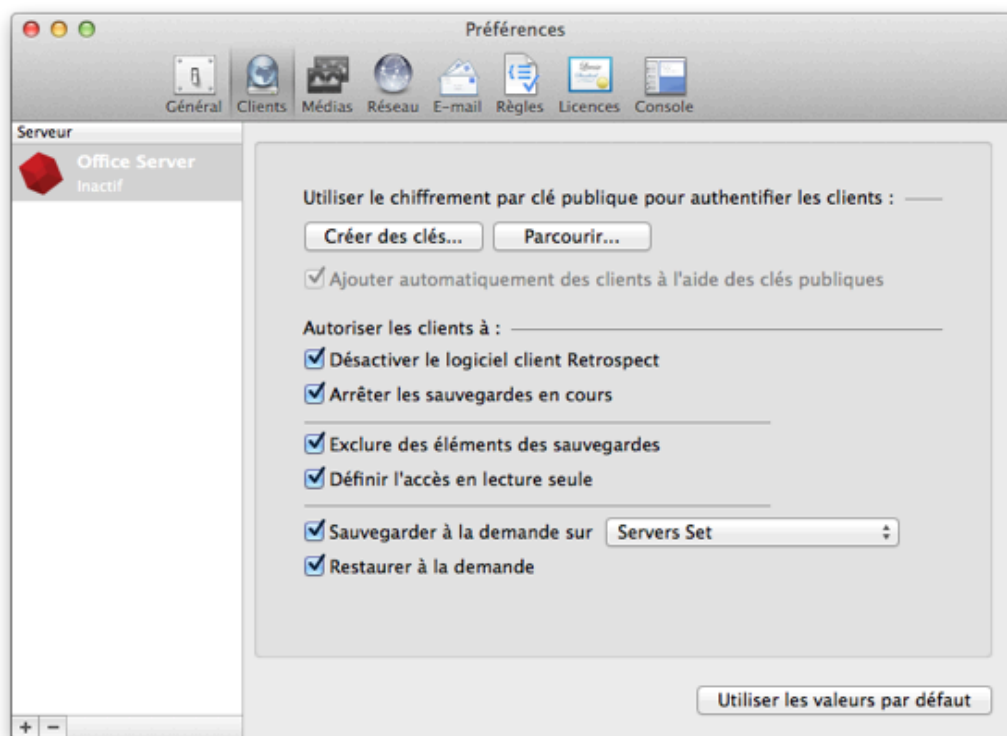 Préférences
Général Clients Médias Réseau E-mail Règles Licences Console
Serveur
Office Server
Inactif
Utiliser le chiffrement par clé publique pour authentifier les clients :
Créer des clés... Parcourir...
Ajouter automatiquement des clients à l'aide des clés publiques
Autoriser les clients à :
Désactiver le logiciel client Retrospect
Arrêter les sauvegardes en cours
Exclure des éléments des sauvegardes
Définir l'accès en lecture seule
Sauvegarder à la demande sur Servers Set
Restaurer à la demande
Utiliser les valeurs par défaut
+ −